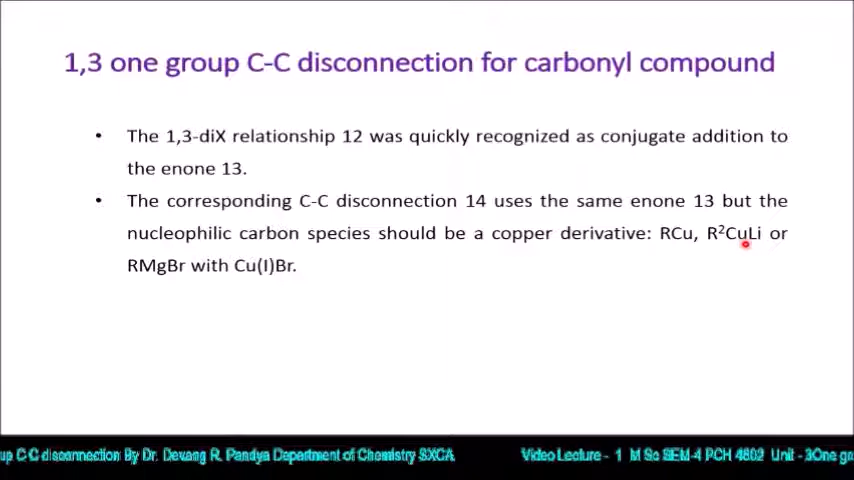 1,3 one group C-C disconnection for carbonyl compound
• The 1,3-diX relationship 12 was quickly recognized as conjugate addition to
the enone 13.
• The corresponding C-C disconnection 14 uses the same enone 13 but the
nucleophilic carbon species should be a copper derivative: RCu, R²CuLi or
RMgBr with Cu(I)Br.
up C-C disconnection By Dr. Devang R. Pandya Department of Chemistry SXCA Video Lecture - 1 M Sc SEM-4 PCH 4802 Unit - 3One gro